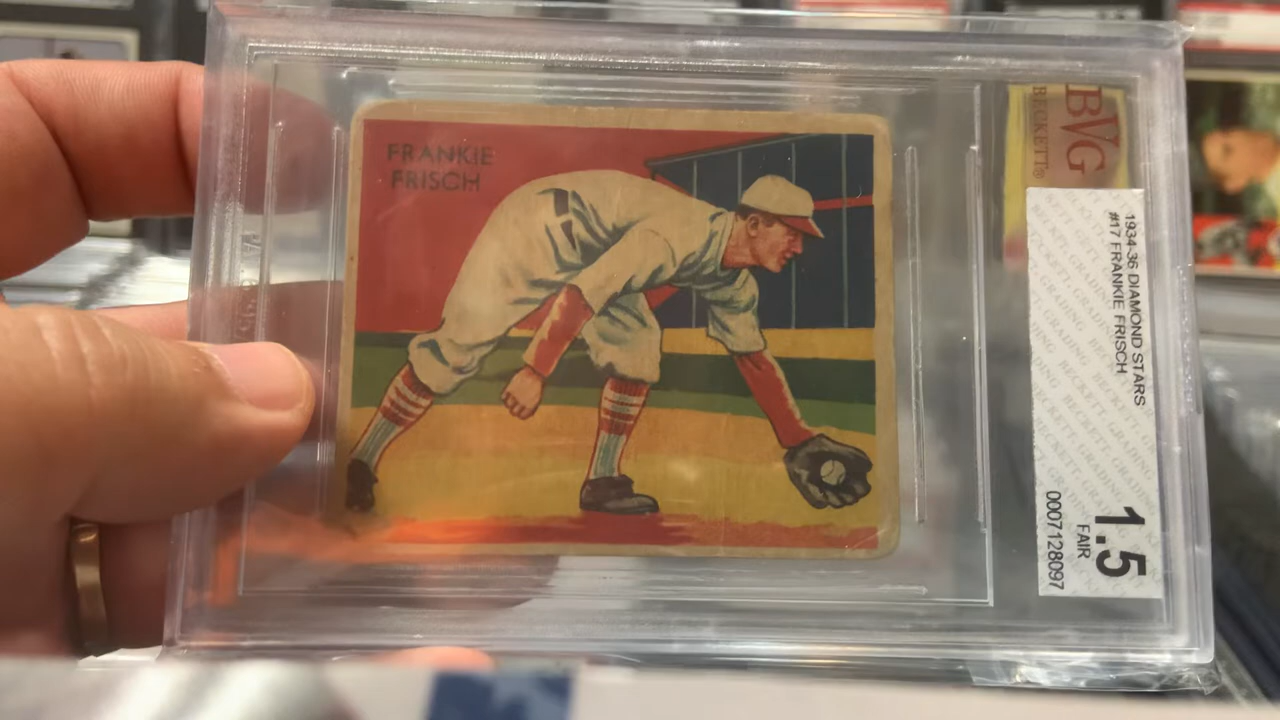 FRANKIE
FRISCH
BVG
BECKETT®
1934-36 DIAMOND STARS
#17 FRANKIE FRISCH
1.5
FAIR
0007128097